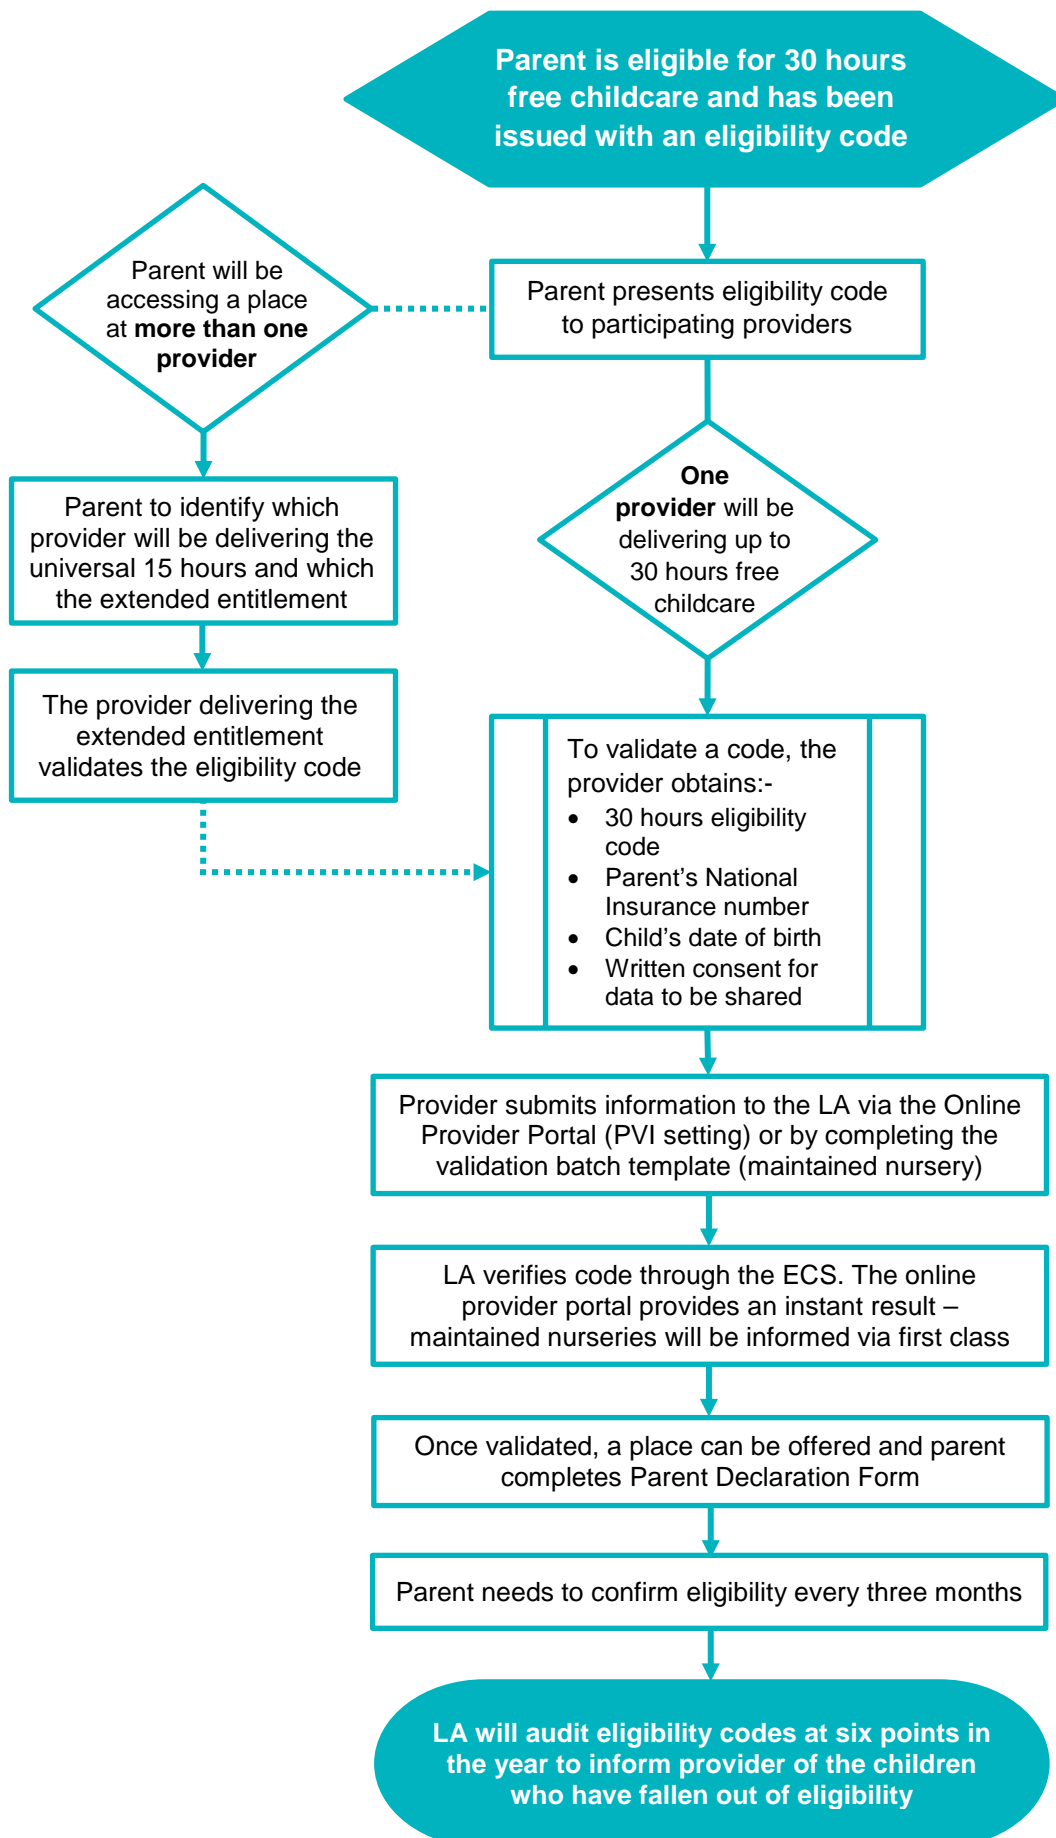 Parent is eligible for 30 hours
free childcare and has been
issued with an eligibility code
Parent will be
accessing a place
at more than one
provider
Parent presents eligibility code
to participating providers
Parent to identify which
provider will be delivering the
universal 15 hours and which
the extended entitlement
One
provider will be
delivering up to
30 hours free
childcare
The provider delivering the
extended entitlement
validates the eligibility code
To validate a code, the
provider obtains:-
• 30 hours eligibility
code
• Parent’s National
Insurance number
• Child’s date of birth
• Written consent for
data to be shared
Provider submits information to the LA via the Online
Provider Portal (PVI setting) or by completing the
validation batch template (maintained nursery)
LA verifies code through the ECS. The online
provider portal provides an instant result –
maintained nurseries will be informed via first class
Once validated, a place can be offered and parent
completes Parent Declaration Form
Parent needs to confirm eligibility every three months
LA will audit eligibility codes at six points in
the year to inform provider of the children
who have fallen out of eligibility